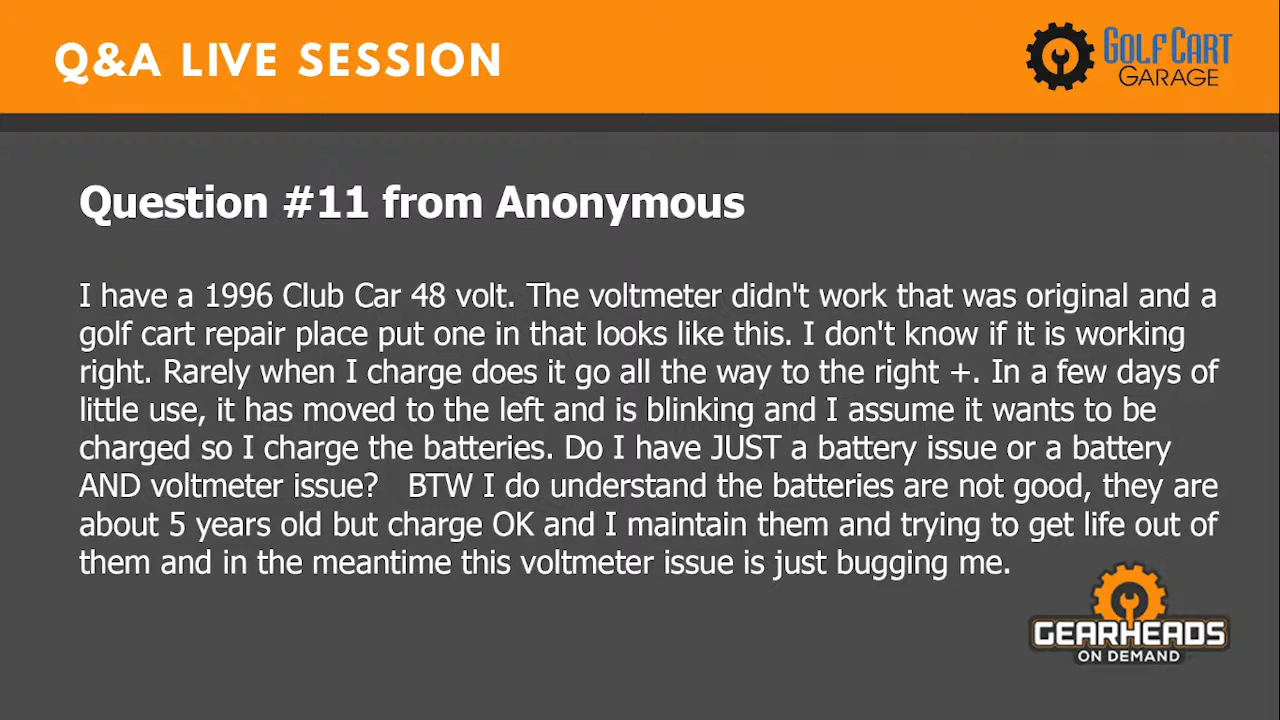 Q&A LIVE SESSION
GOLF CART
GARAGE
Question #11 from Anonymous
I have a 1996 Club Car 48 volt. The voltmeter didn't work that was original and a
golf cart repair place put one in that looks like this. I don't know if it is working
right. Rarely when I charge does it go all the way to the right +. In a few days of
little use, it has moved to the left and is blinking and I assume it wants to be
charged so I charge the batteries. Do I have JUST a battery issue or a battery
AND voltmeter issue?   BTW I do understand the batteries are not good, they are
about 5 years old but charge OK and I maintain them and trying to get life out of
them and in the meantime this voltmeter issue is just bugging me.
GEARHEADS
ON DEMAND